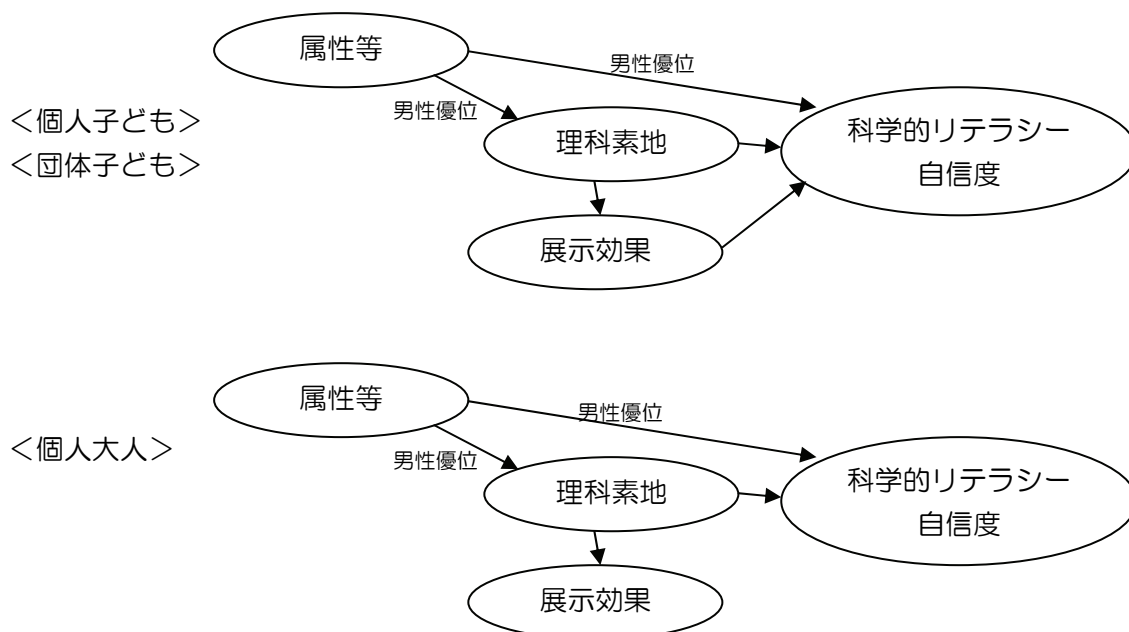 属性等
男性優位
＜個人子ども＞
男性優位
＜団体子ども＞
理科素地
科学的リテラシー
自信度
展示効果
属性等
男性優位
＜個人大人＞
男性優位
理科素地
科学的リテラシー
自信度
展示効果